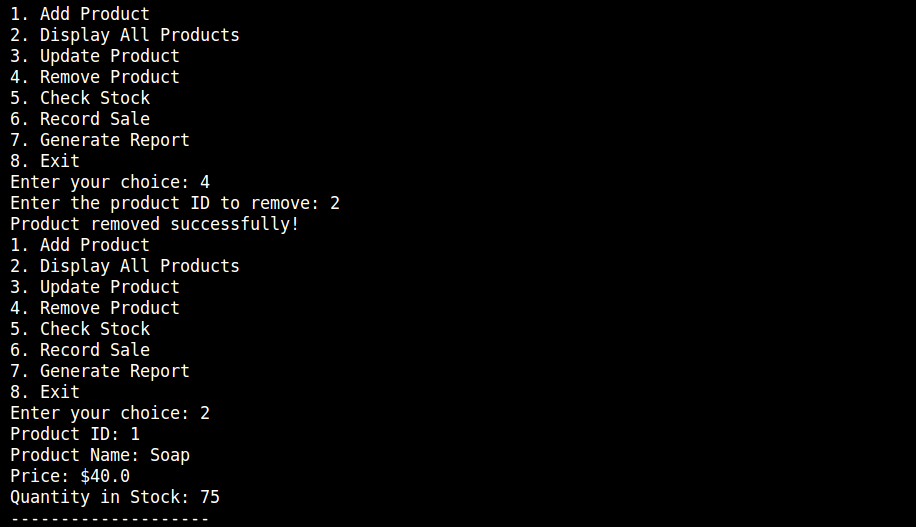 1. Add Product
2. Display All Products
3. Update Product
4. Remove Product
5. Check Stock
6. Record Sale
7. Generate Report
8. Exit
Enter your choice: 4
Enter the product ID to remove: 2
Product removed successfully!
1. Add Product
2. Display All Products
3. Update Product
4. Remove Product
5. Check Stock
6. Record Sale
7. Generate Report
8. Exit
Enter your choice: 2
Product ID: 1
Product Name: Soap
Price: $40.0
Quantity in Stock: 75
--------------------